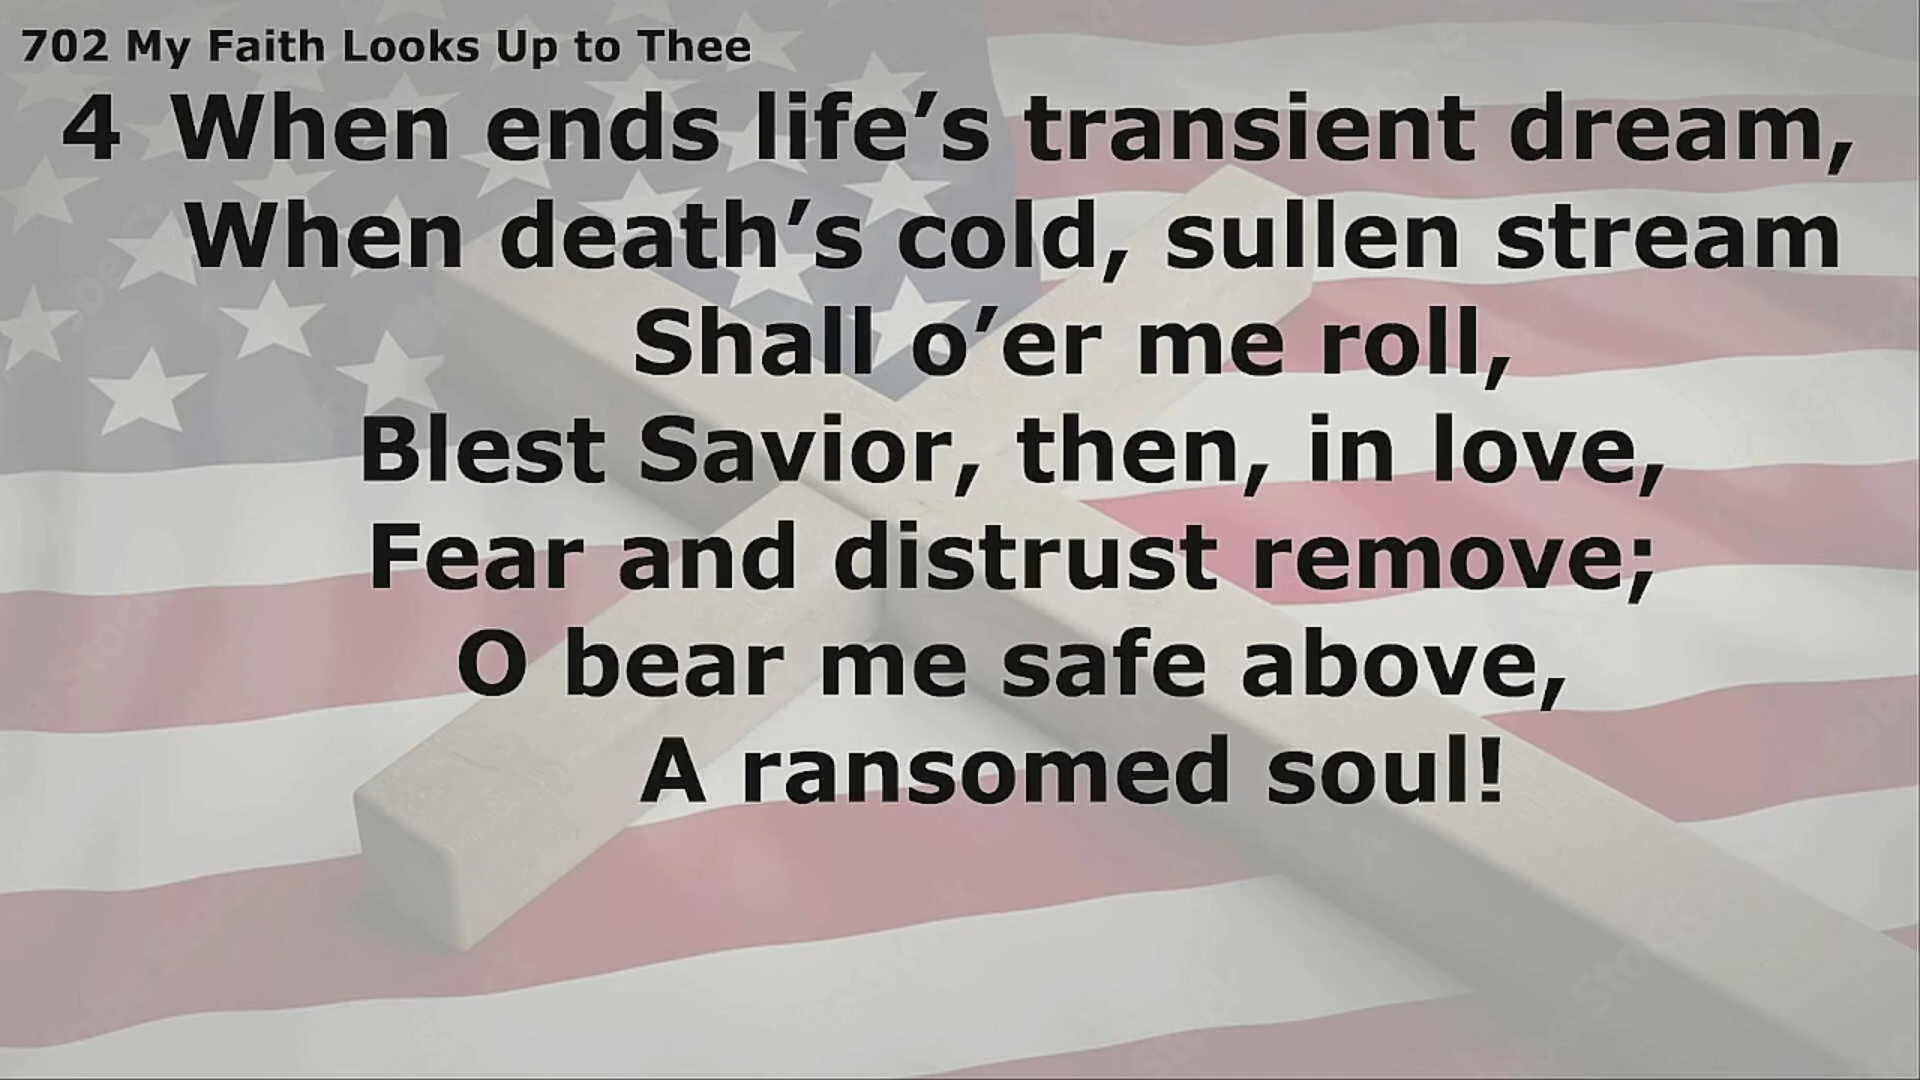 702 My Faith Looks Up to Thee
4 When ends life’s transient dream,
When death’s cold, sullen stream
Shall o’er me roll,
Blest Savior, then, in love,
Fear and distrust remove;
O bear me safe above,
A ransomed soul!